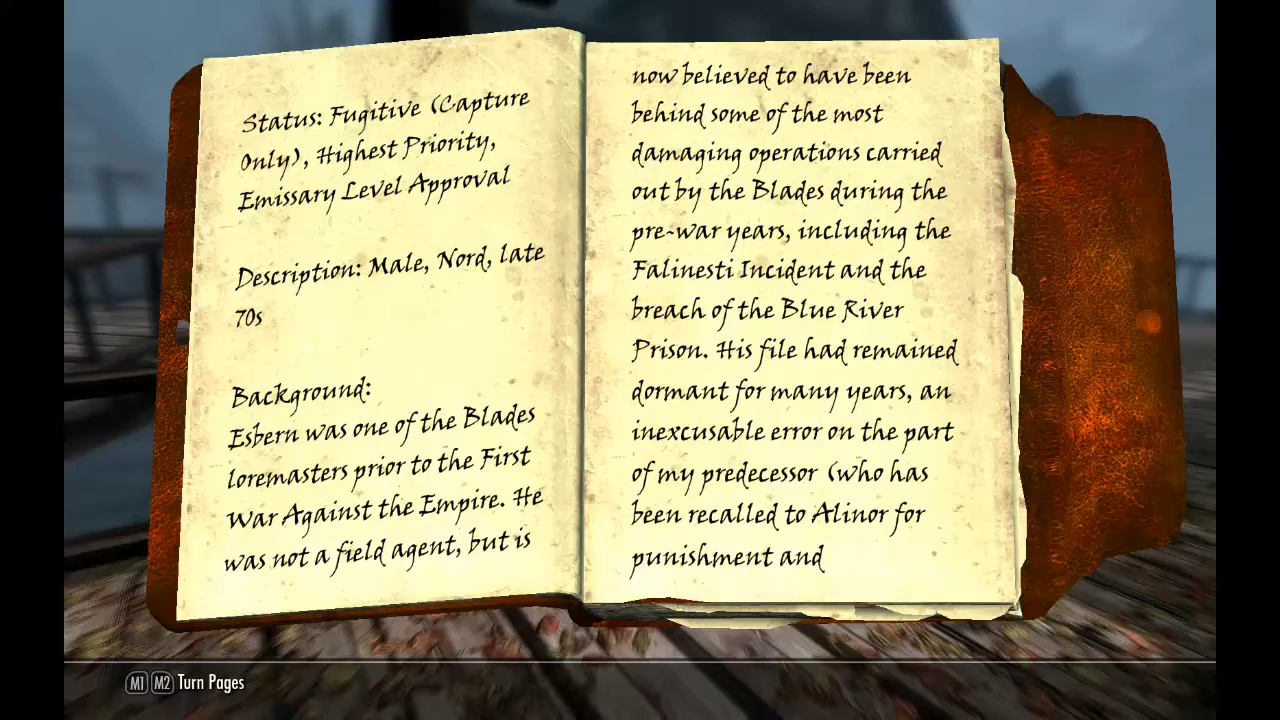 Status: Fugitive (Capture
Only), Highest Priority,
Emissary Level Approval
Description: Male, Nord, late
70s
Background:
Esbern was one of the Blades
loremasters prior to the First
War Against the Empire. He
was not a field agent, but is
now believed to have been
behind some of the most
damaging operations carried
out by the Blades during the
pre-war years, including the
Falinesti Incident and the
breach of the Blue River
Prison. His file had remained
dormant for many years, an
inexcusable error on the part
of my predecessor (who has
been recalled to Alinor for
punishment and
M1 M2 Turn Pages